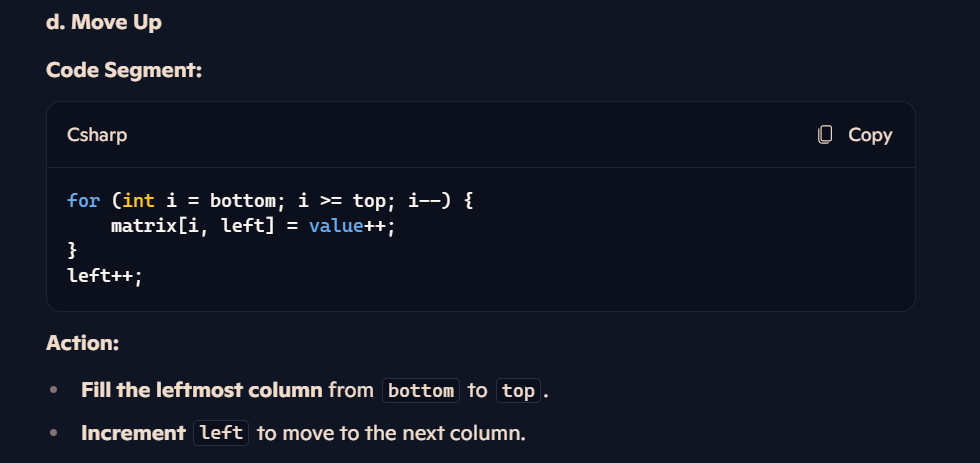 d. Move Up
Code Segment:
Csharp
Copy
for (int i = bottom; i >= top; i--) {
    matrix[i, left] = value++;
}
left++;
Action:
• Fill the leftmost column from bottom to top.
• Increment left to move to the next column.